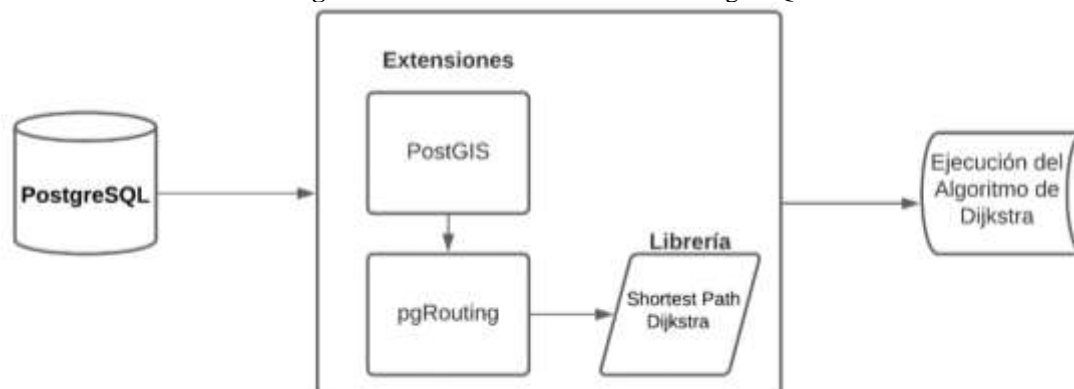 Extensiones
PostGIS
PostgreSQL
Ejecución del
Algoritmo de
Dijkstra
Librería
pgRouting
Shortest Path
Dijkstra